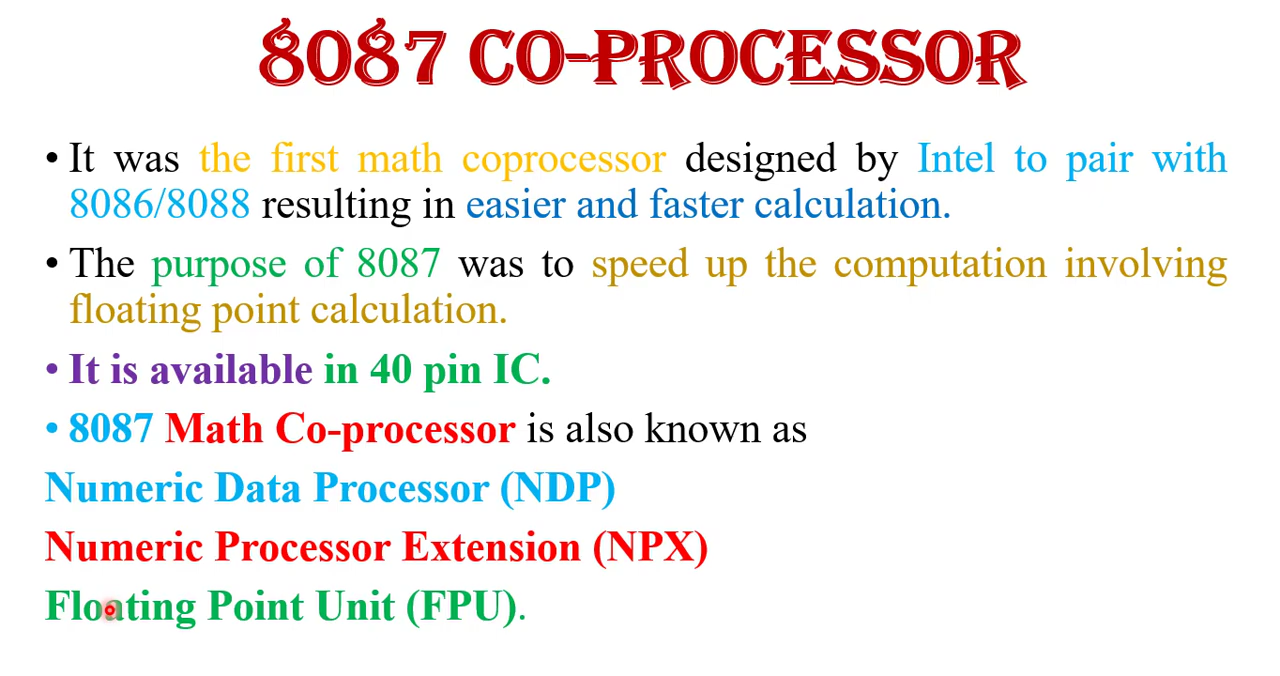 8087 CO-PROCESSOR
• It was the first math coprocessor designed by Intel to pair with
8086/8088 resulting in easier and faster calculation.
• The purpose of 8087 was to speed up the computation involving
floating point calculation.
• It is available in 40 pin IC.
• 8087 Math Co-processor is also known as
Numeric Data Processor (NDP)
Numeric Processor Extension (NPX)
Floating Point Unit (FPU).